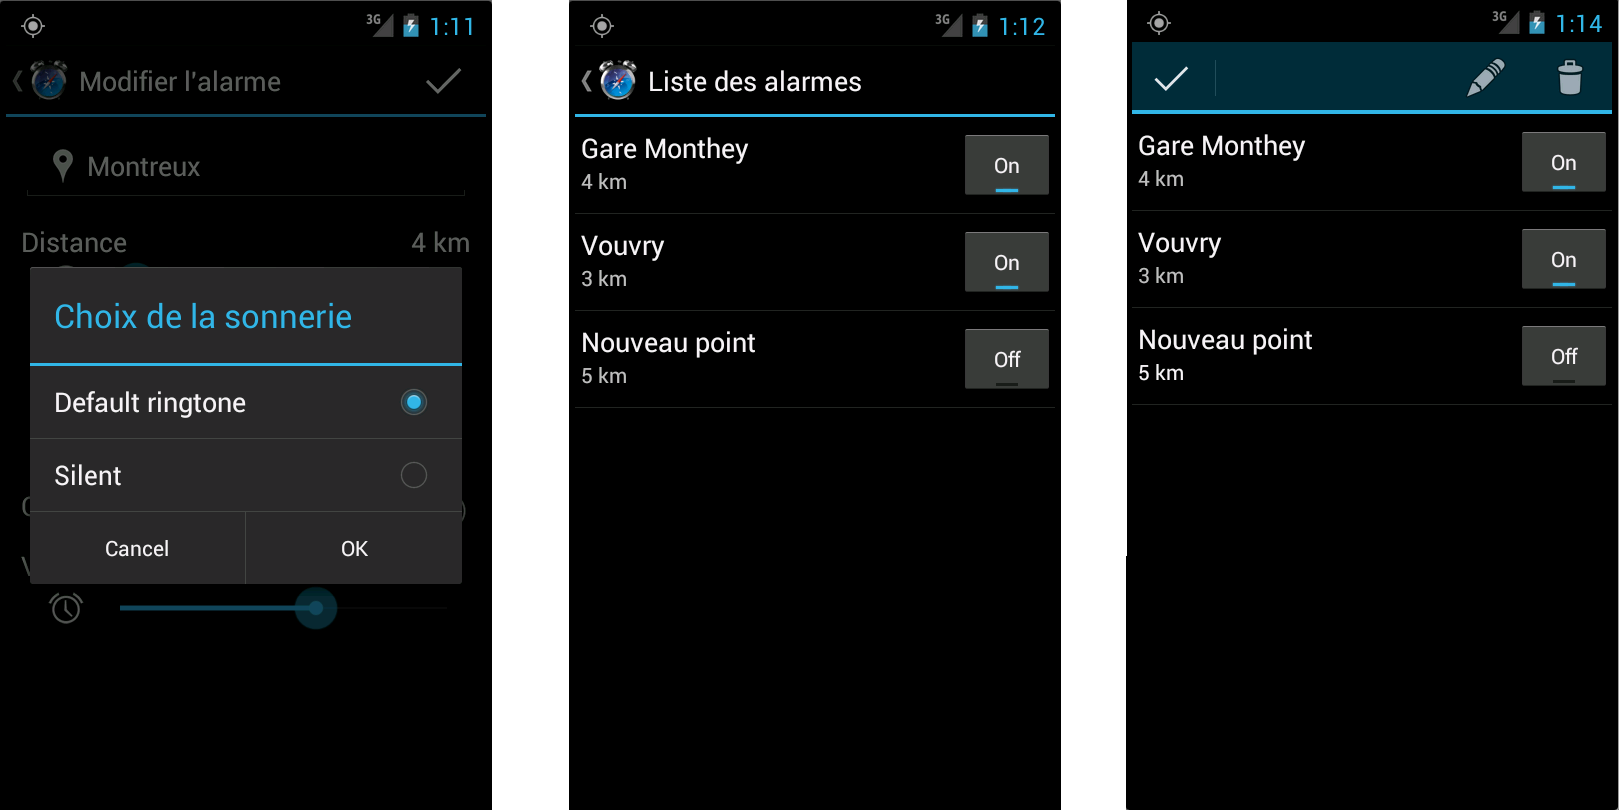 3G 1:11
Modifier l'alarme
Montreux
Distance 4 km
Choix de la sonnerie
Default ringtone
Silent
Cancel OK
3G 1:12
Liste des alarmes
Gare Monthey
4 km
On
Vouvry
3 km
On
Nouveau point
5 km
Off
3G 1:14
Gare Monthey
4 km
On
Vouvry
3 km
On
Nouveau point
5 km
Off